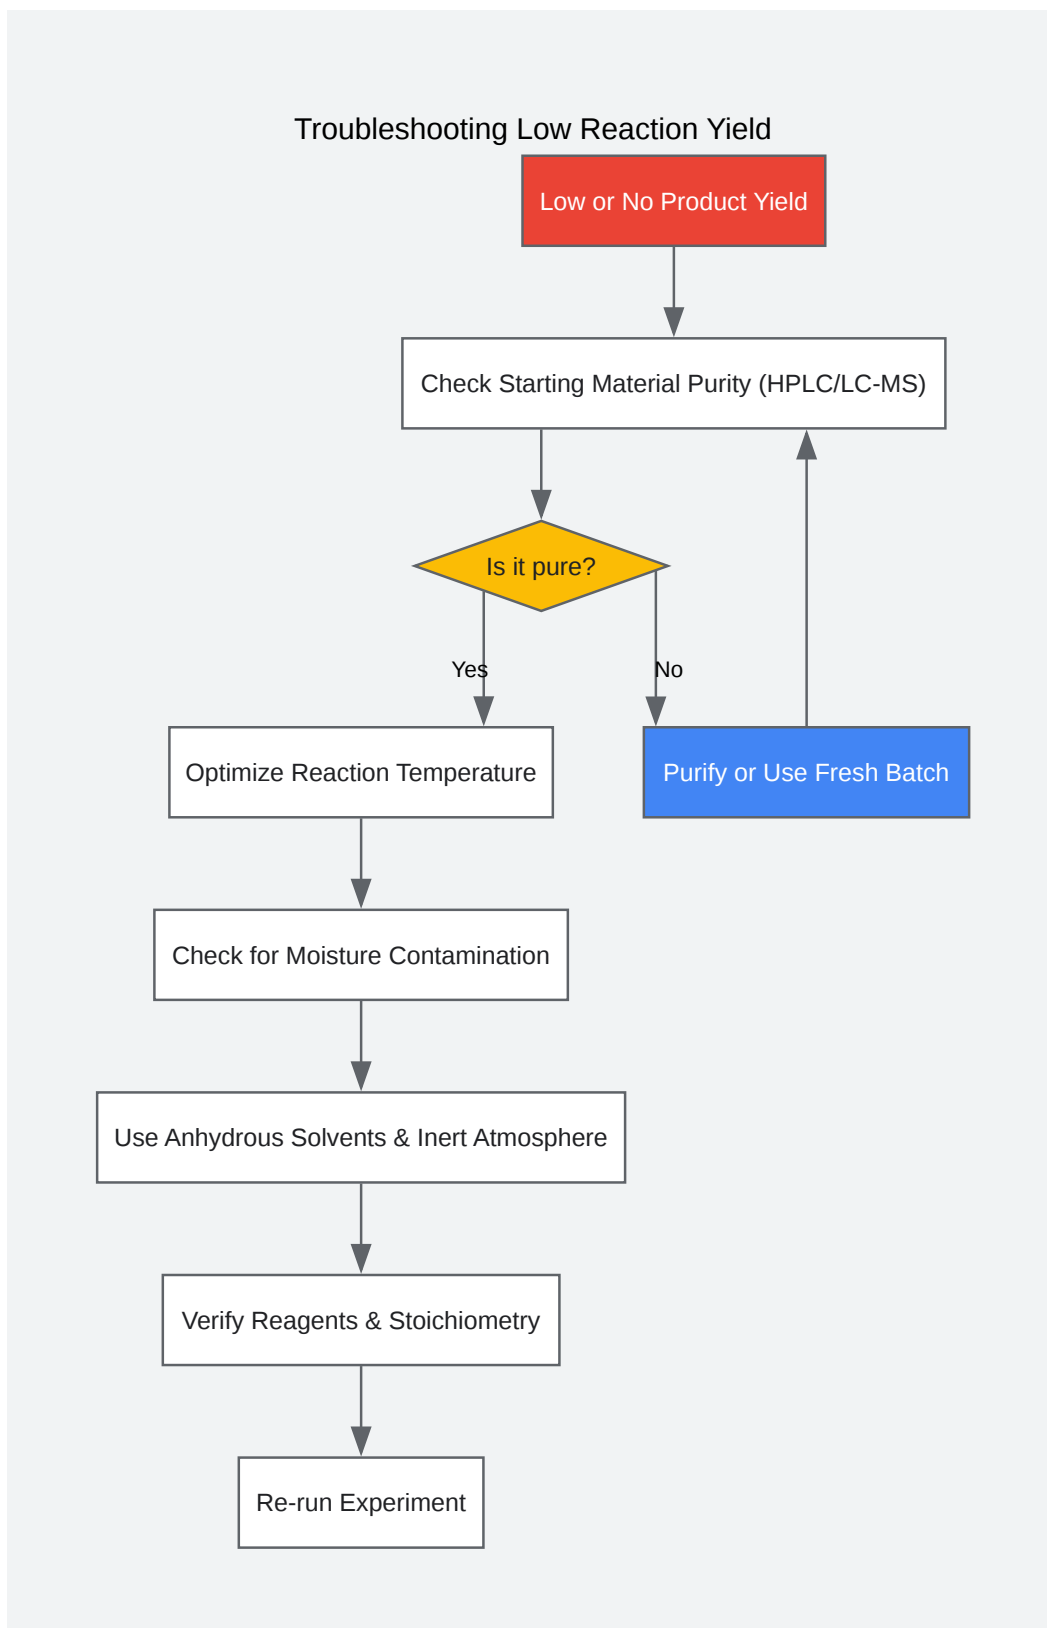 Troubleshooting Low Reaction Yield
Low or No Product Yield
Check Starting Material Purity (HPLC/LC-MS)
Is it pure?
Yes
No
Optimize Reaction Temperature
Purify or Use Fresh Batch
Check for Moisture Contamination
Use Anhydrous Solvents & Inert Atmosphere
Verify Reagents & Stoichiometry
Re-run Experiment